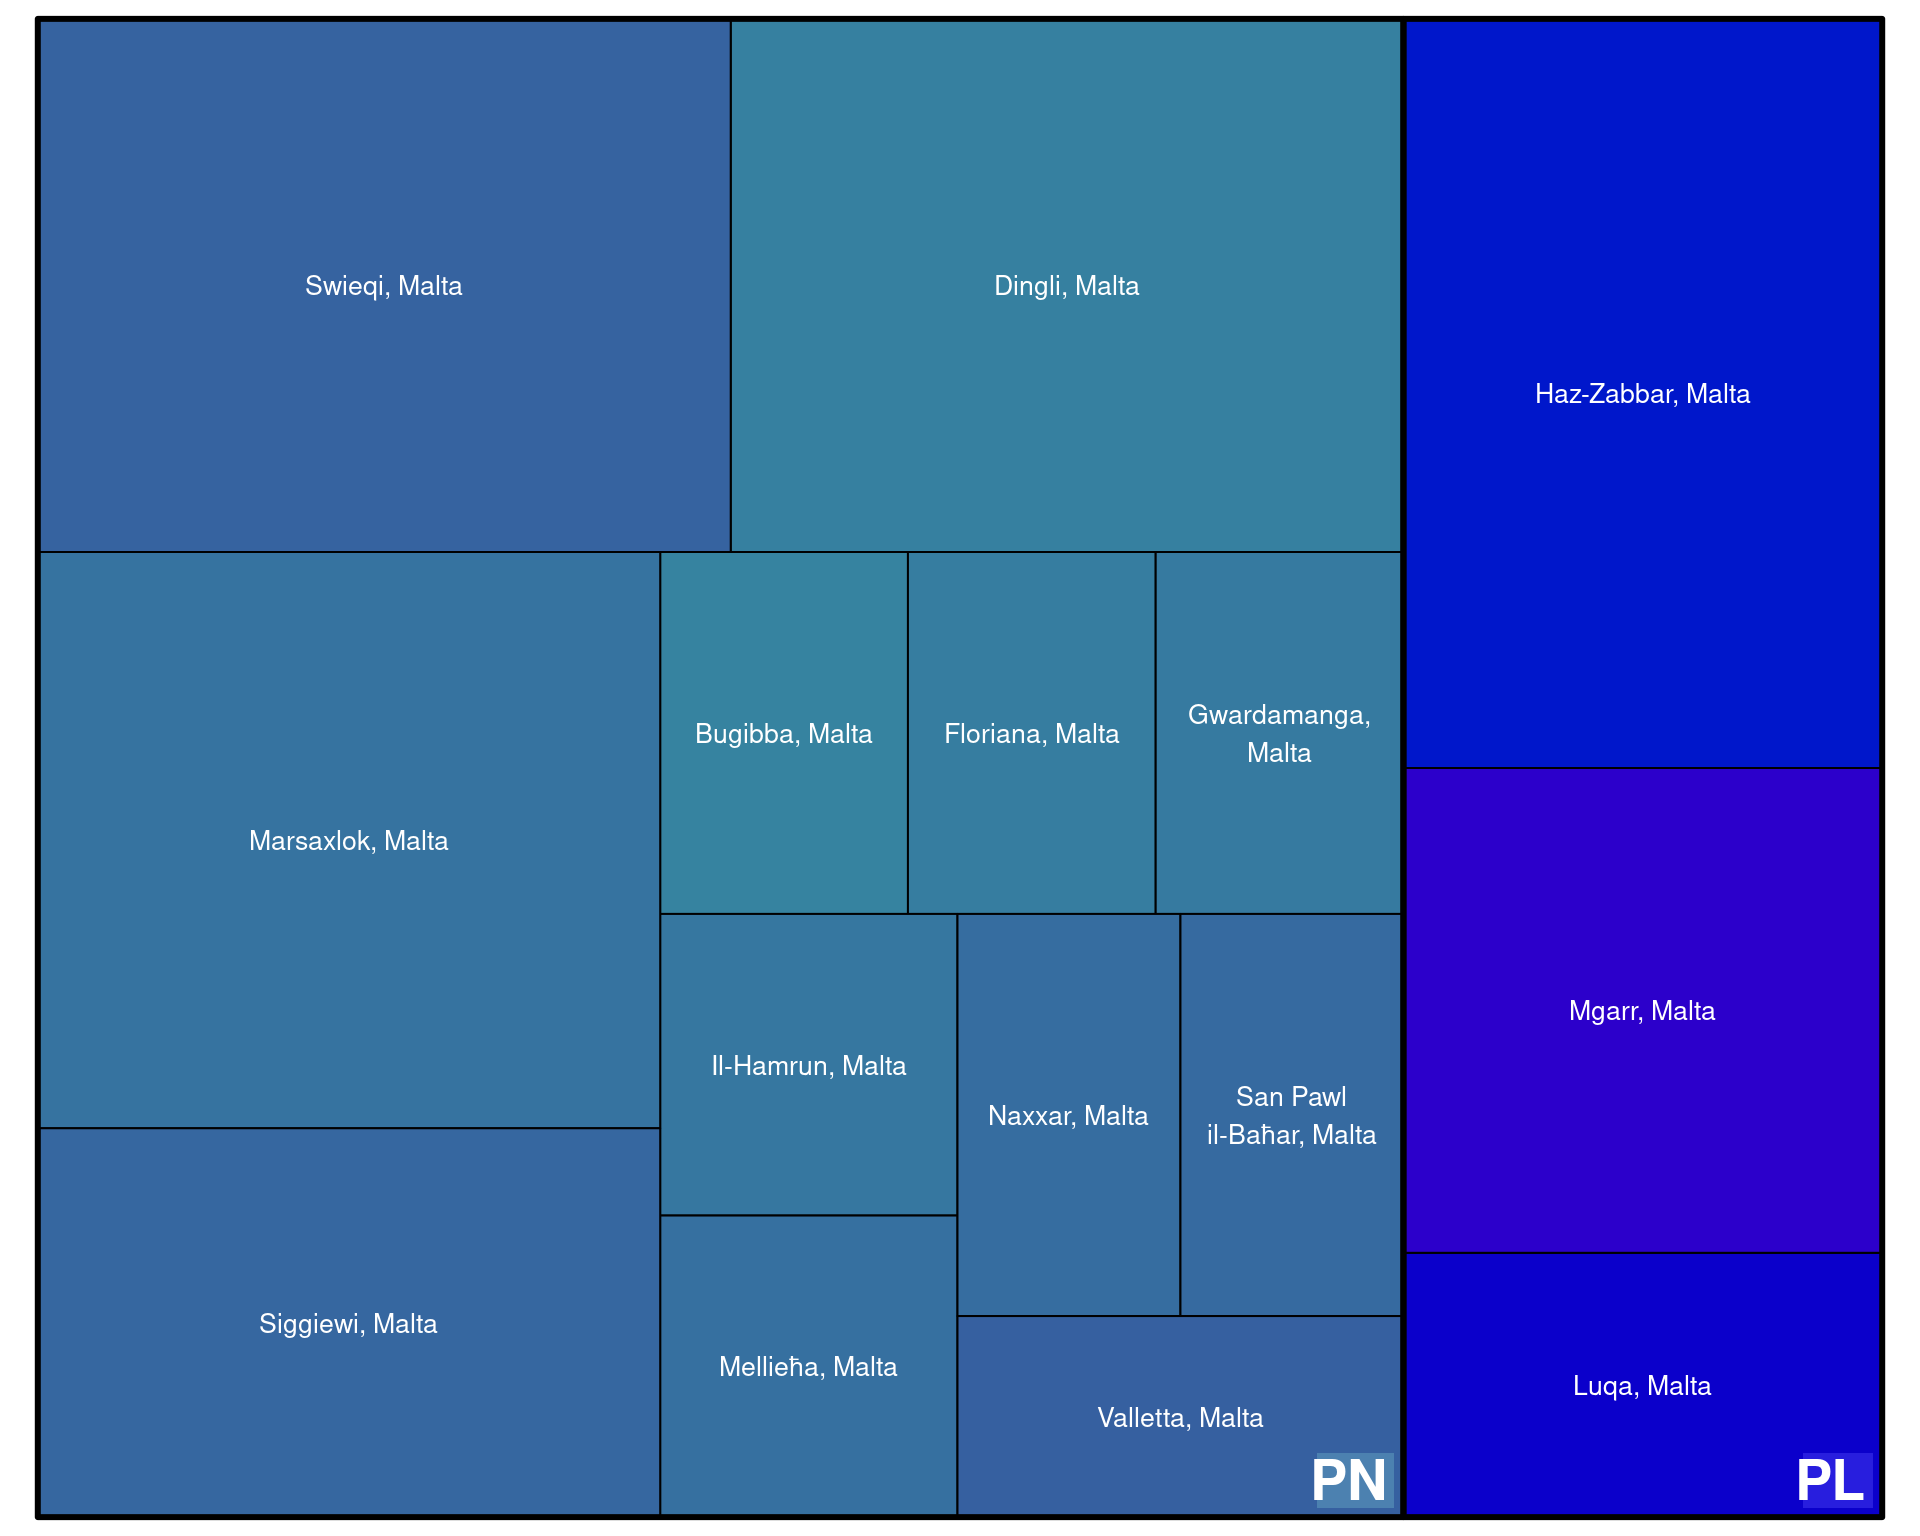 Swieqi, Malta
Dingli, Malta
Haz-Zabbar, Malta
Marsaxlok, Malta
Bugibba, Malta
Floriana, Malta
Gwardamanga,
Malta
Il-Hamrun, Malta
Naxxar, Malta
San Pawl
il-Baħar, Malta
Mgarr, Malta
Siggiewi, Malta
Mellieħa, Malta
Valletta, Malta
Luqa, Malta
PN
PL